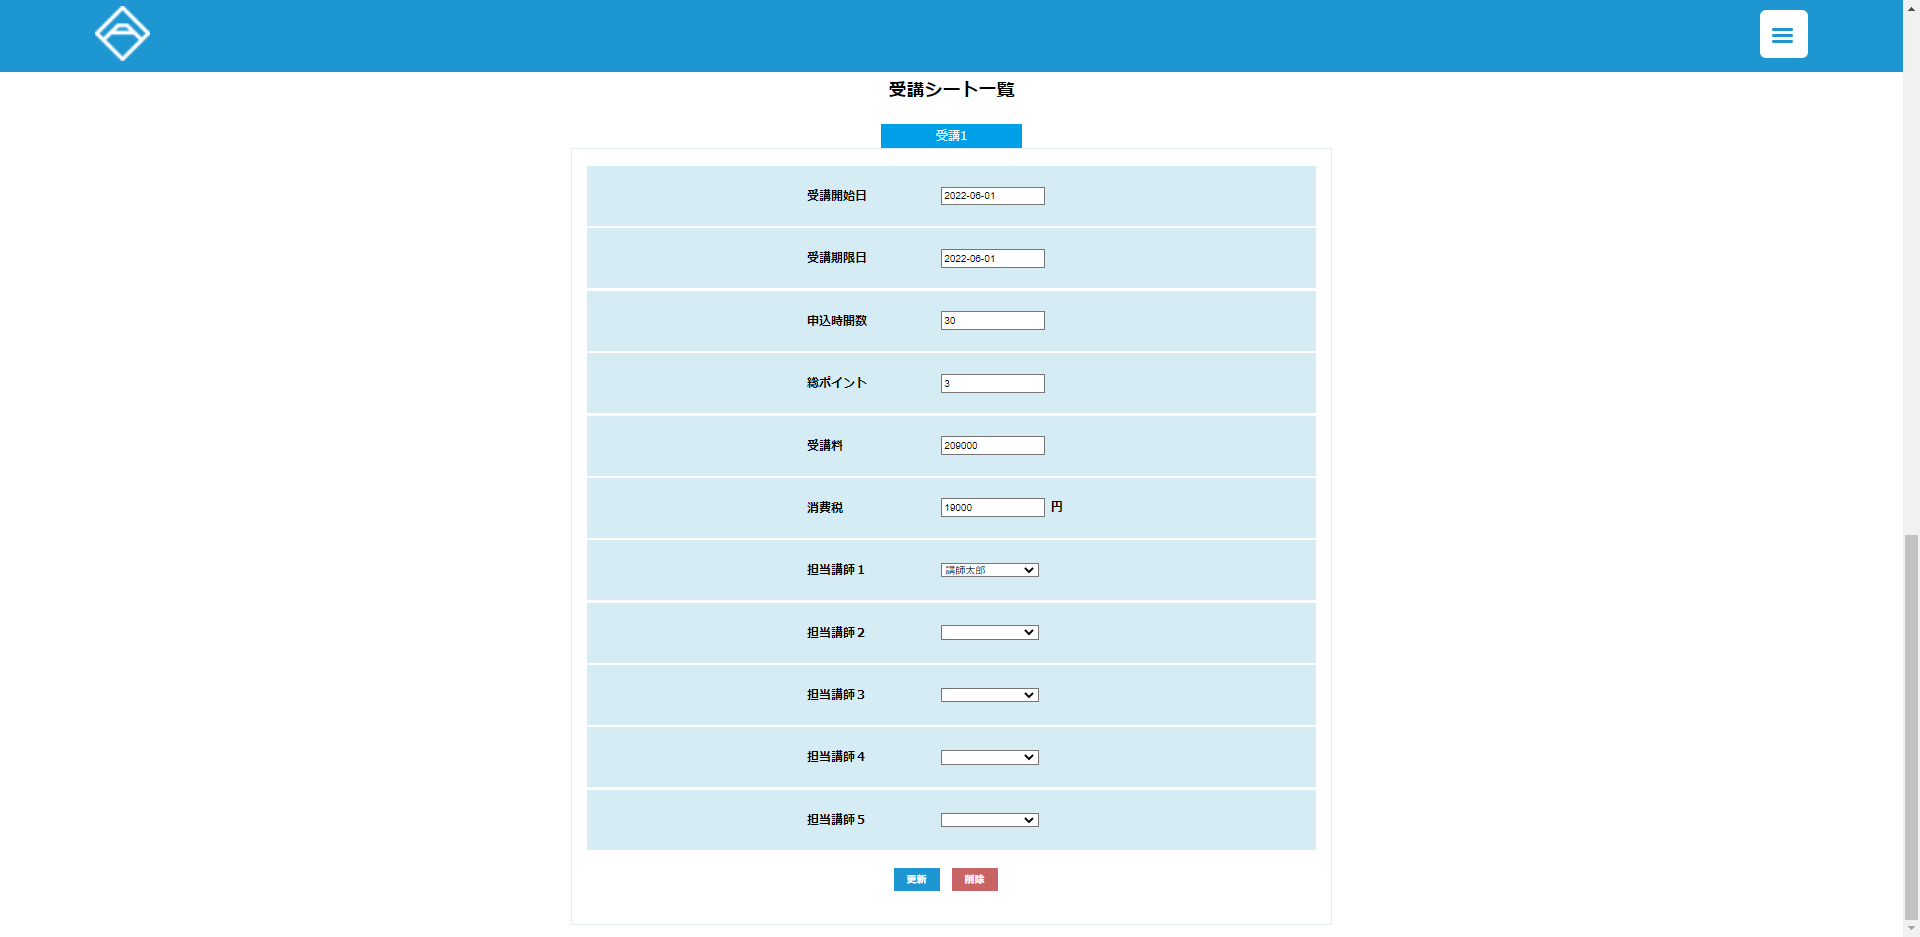 受講シート一覧
受講1
受講開始日 2022-06-01
受講期限日 2022-06-01
申込時間数 30
総ポイント 3
受講料 209000
消費税 19000 円
担当講師１ 講師太郎
担当講師２
担当講師３
担当講師４
担当講師５
更新 削除